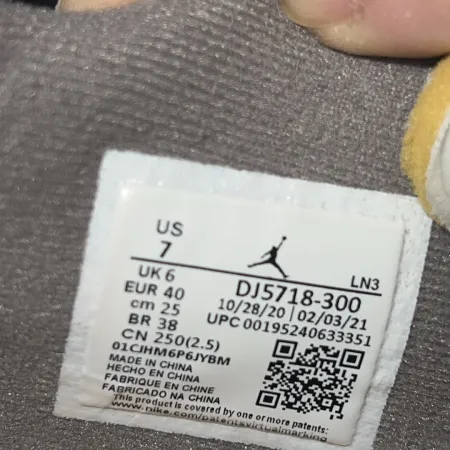 US
7
LN3
UK 6
EUR 40
cm 25
BR 38
CN 250(2.5)
DJ5718-300
10/28/20 | 02/03/21
UPC 00195240633351
01CJHM6P6JYBM
MADE IN CHINA
HECHO EN CHINA
FABRIQUE EN CHINE
FABRICADO NA CHINA
This product is covered by one or more patents:
www.nike.com/patentsvirtualmarking